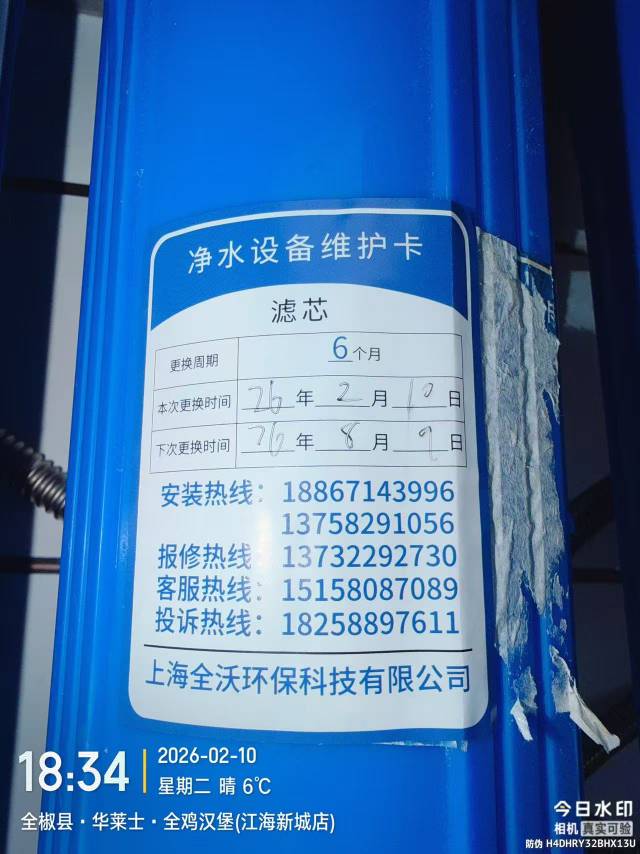 净水设备维护卡
滤芯
更换周期 6个月
本次更换时间 26年2月10日
下次更换时间 26年8月9日
安装热线：18867143996
13758291056
报修热线：13732292730
客服热线：15158087089
投诉热线：18258897611
上海全沃环保科技有限公司
卡
18:34
2026-02-10
星期二 晴 6℃
全椒县·华莱士·全鸡汉堡(江海新城店)
今日水印
相机 真实可验
防伪 H4DHRY32BHX13U